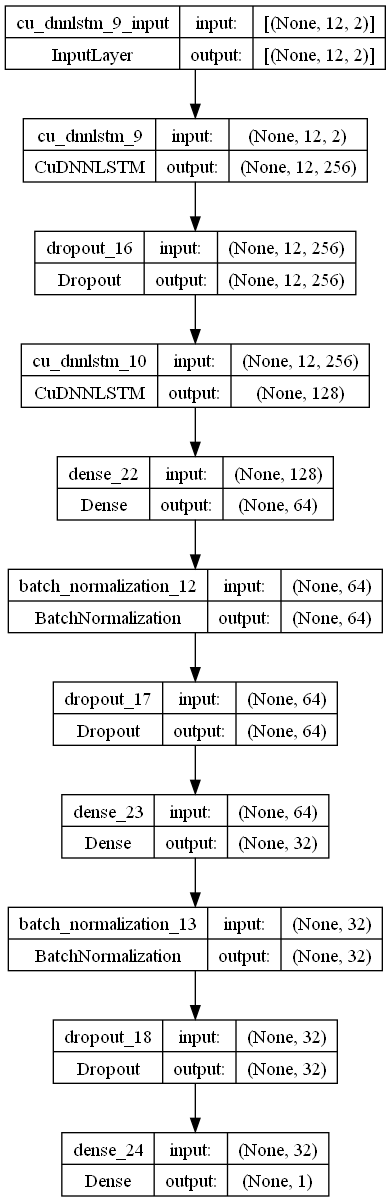 cu_dnnlstm_9_input input: [(None, 12, 2)]
InputLayer output: [(None, 12, 2)]
cu_dnnlstm_9 input: (None, 12, 2)
CuDNNLSTM output: (None, 12, 256)
dropout_16 input: (None, 12, 256)
Dropout output: (None, 12, 256)
cu_dnnlstm_10 input: (None, 12, 256)
CuDNNLSTM output: (None, 128)
dense_22 input: (None, 128)
Dense output: (None, 64)
batch_normalization_12 input: (None, 64)
BatchNormalization output: (None, 64)
dropout_17 input: (None, 64)
Dropout output: (None, 64)
dense_23 input: (None, 64)
Dense output: (None, 32)
batch_normalization_13 input: (None, 32)
BatchNormalization output: (None, 32)
dropout_18 input: (None, 32)
Dropout output: (None, 32)
dense_24 input: (None, 32)
Dense output: (None, 1)